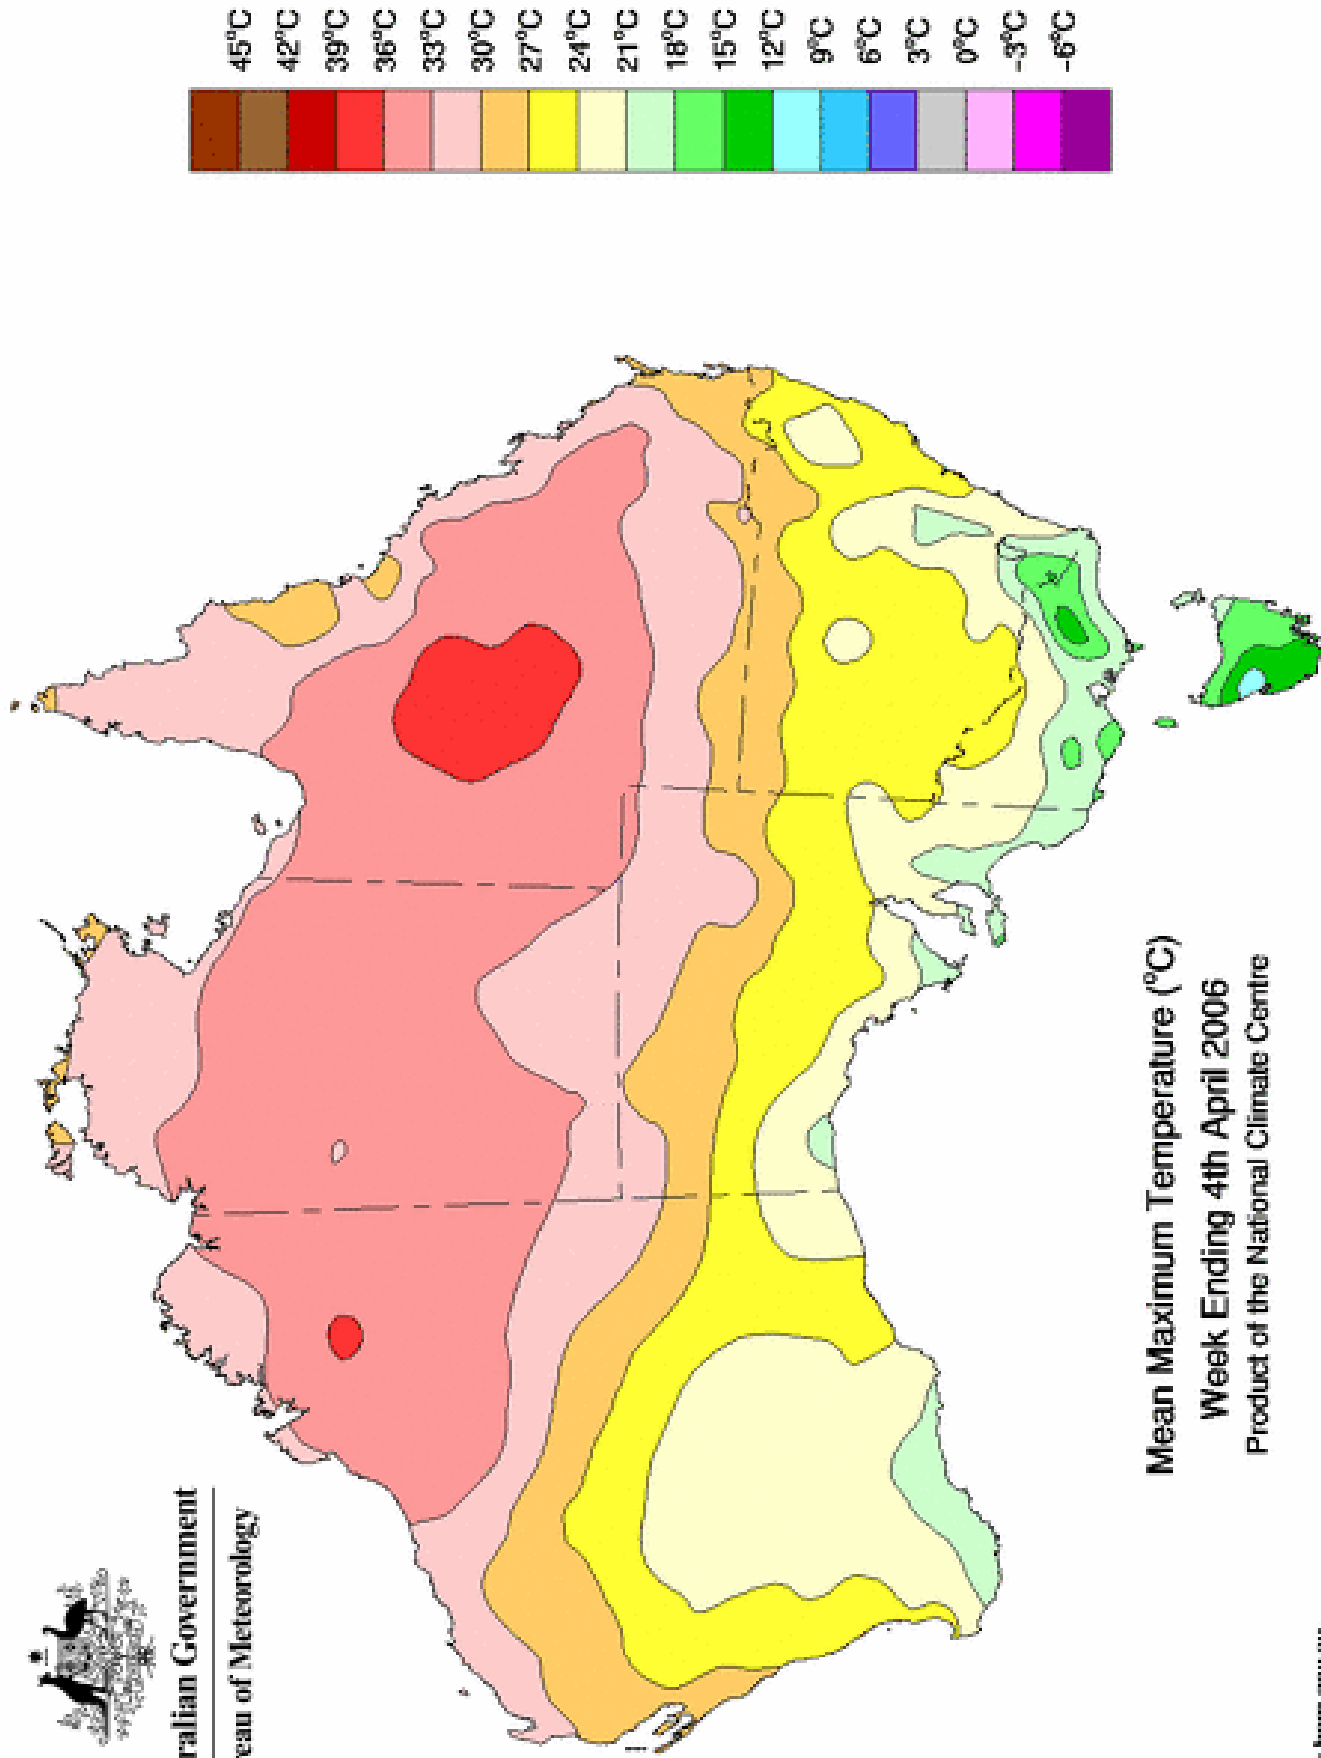 45°C
42°C
39°C
36°C
33°C
30°C
27°C
24°C
21°C
18°C
15°C
12°C
9°C
6°C
3°C
0°C
-3°C
-6°C
ralian Government
reau of Meteorology
Mean Maximum Temperature (°C)
Week Ending 4th April 2006
Product of the National Climate Centre